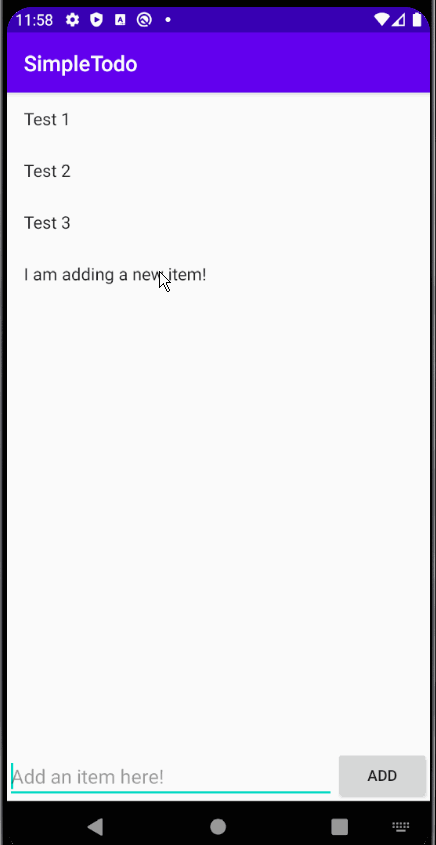 11:58
SimpleTodo
Test 1
Test 2
Test 3
I am adding a new item!
Add an item here!
ADD